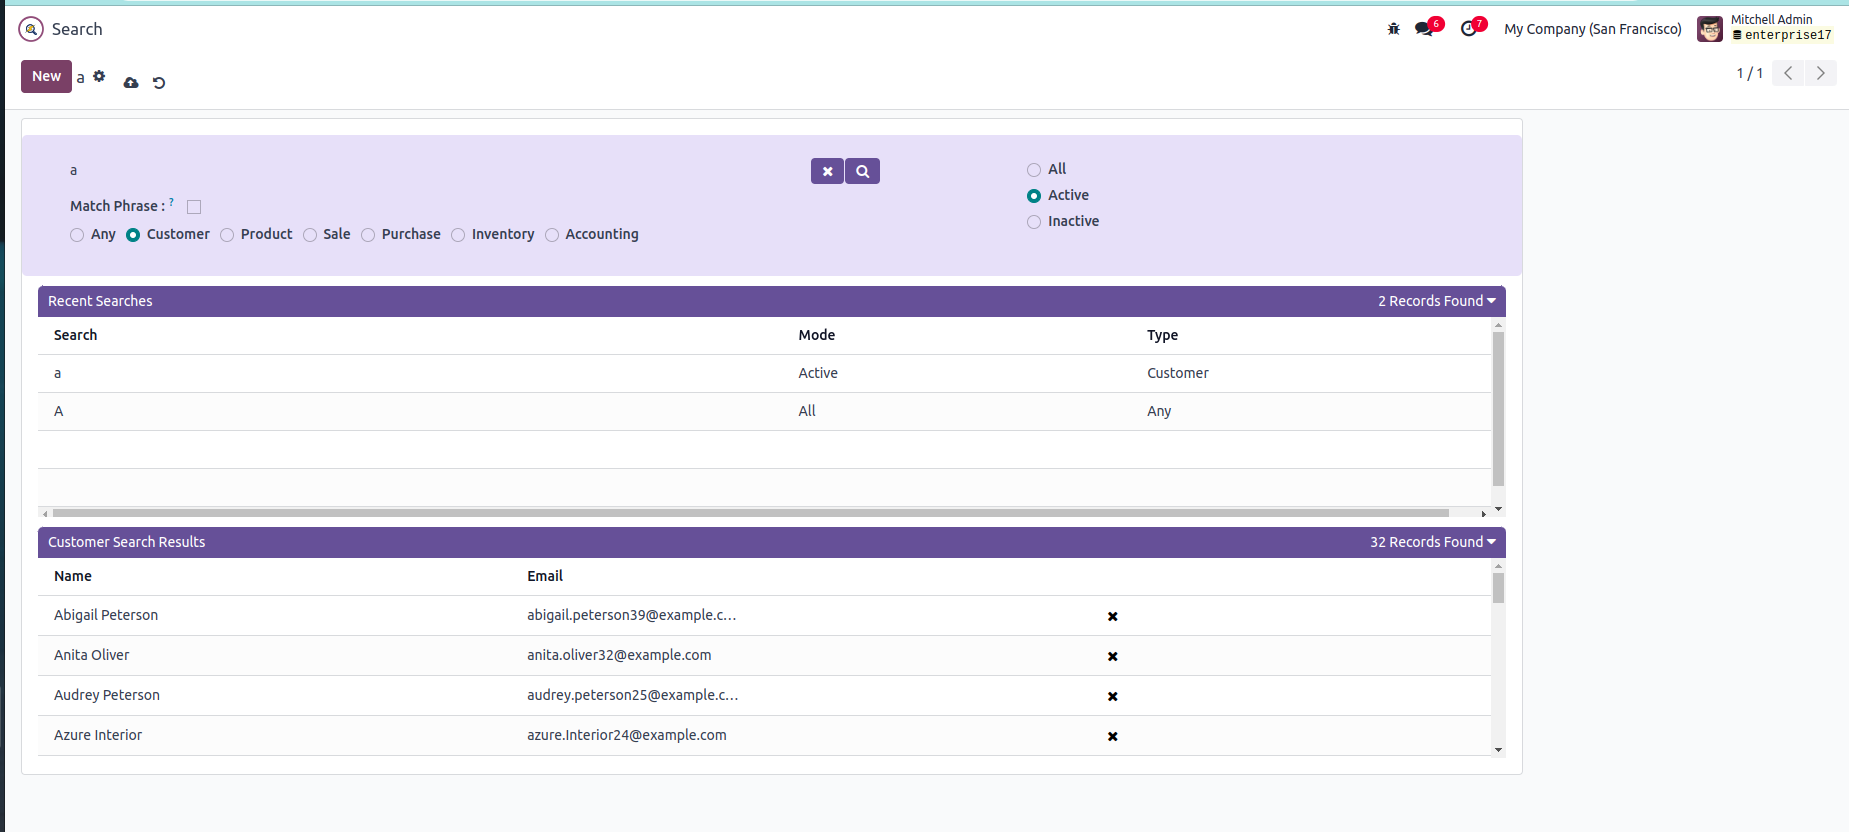 Search
6
7
My Company (San Francisco)
Mitchell Admin
enterprise17
New
a
1 / 1
a
All
Match Phrase : ?
Active
Inactive
Any
Customer
Product
Sale
Purchase
Inventory
Accounting
Recent Searches
2 Records Found
Search Mode Type
a Active Customer
A All Any
Customer Search Results
32 Records Found
Name Email
Abigail Peterson abigail.peterson39@example.c...
Anita Oliver anita.oliver32@example.com
Audrey Peterson audrey.peterson25@example.c...
Azure Interior azure.Interior24@example.com